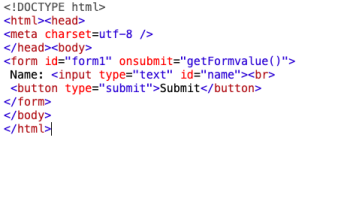 <!DOCTYPE html>
<html><head>
<meta charset=utf-8 />
</head><body>
<form id="form1" onsubmit="getFormvalue()">
 Name: <input type="text" id="name"><br>
 <button type="submit">Submit</button>
</form>
</body>
</html>